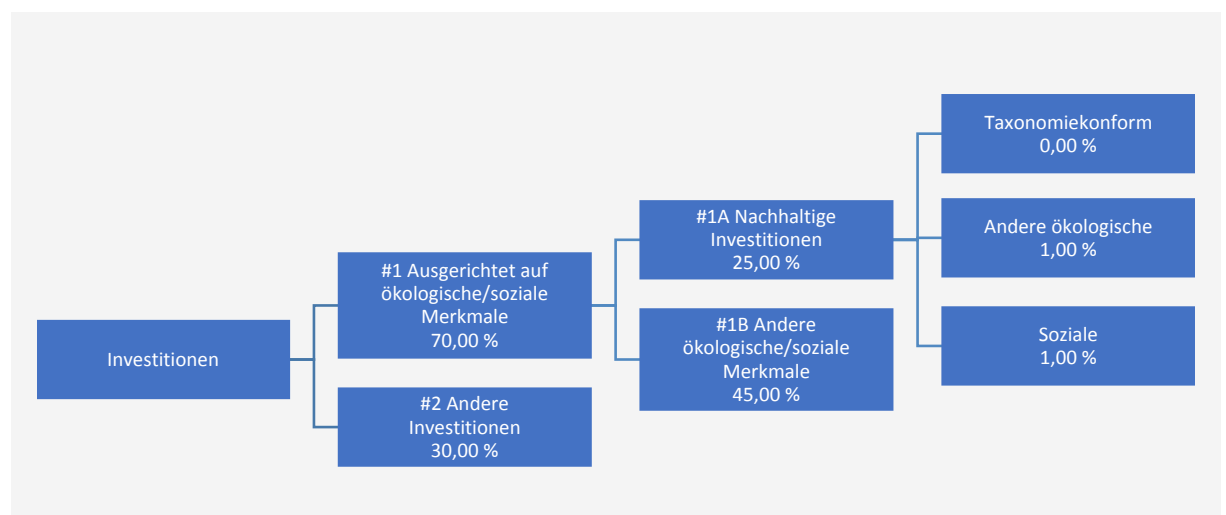 Investitionen
#1 Ausgerichtet auf
ökologische/soziale
Merkmale
70,00 %
#2 Andere
Investitionen
30,00 %
#1A Nachhaltige
Investitionen
25,00 %
#1B Andere
ökologische/soziale
Merkmale
45,00 %
Taxonomiekonform
0,00 %
Andere ökologische
1,00 %
Soziale
1,00 %